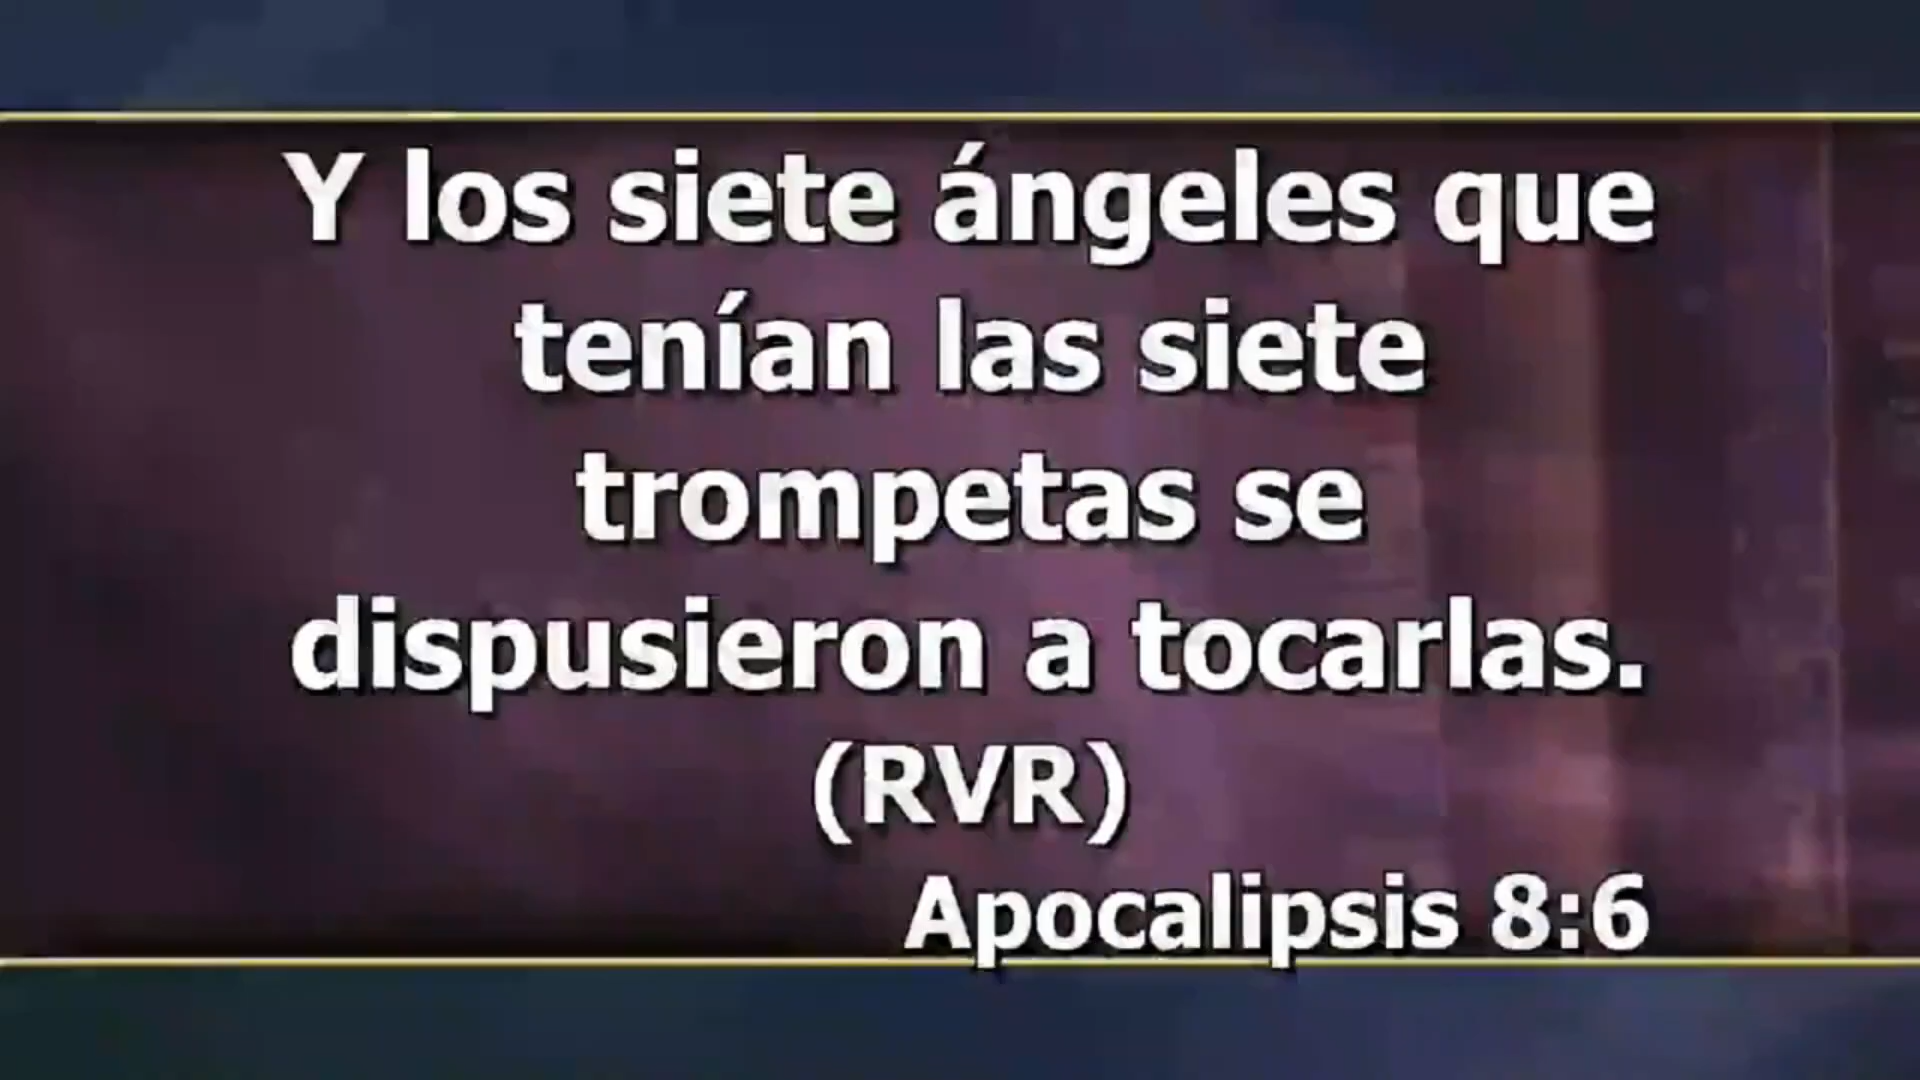 Y los siete ángeles que
tenían las siete
trompetas se
dispusieron a tocarlas.
(RVR)
Apocalipsis 8:6